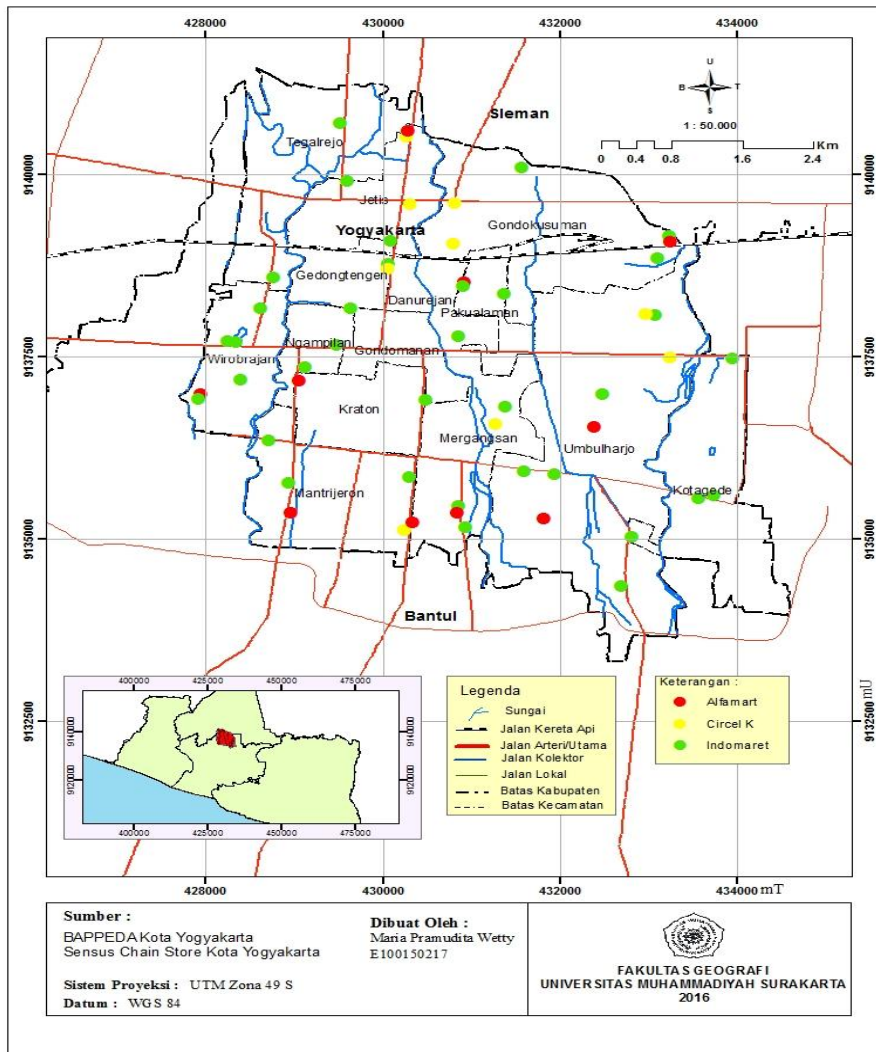 428000 430000 432000 434000
U
B T
S
Sleman
1 : 50.000
Km
0 0.4 0.8 1.6 2.4
Tegalrejo
9140000 9140000
Jetis
Gondokusuman
Yogyakarta
Gedongtengen
Danurejan
Pakualaman
Ngampilan
Gondomanan
9137500 9137500
Wirobrajan
Kraton
Mergangsan
Umbulharjo
Kotagede
Mantrijeron
9135000 9135000
Bantul
mU
9132500 9132500
400000 425000 450000 475000
9140000 9140000
9120000 9120000
400000 425000 450000 475000
Legenda
Sungai
Jalan Kereta Api
Jalan Arteri/Utama
Jalan Kolektor
Jalan Lokal
Batas Kabupaten
Batas Kecamatan
Keterangan :
Alfamart
Circel K
Indomaret
428000 430000 432000 434000 mT
Sumber :
BAPPEDA Kota Yogyakarta
Sensus Chain Store Kota Yogyakarta
Sistem Proyeksi : UTM Zona 49 S
Datum : WGS 84
Dibuat Oleh :
Maria Pramudita Wetty
E100150217
FAKULTAS GEOGRAFI
UNIVERSITAS MUHAMMADIYAH SURAKARTA
2016